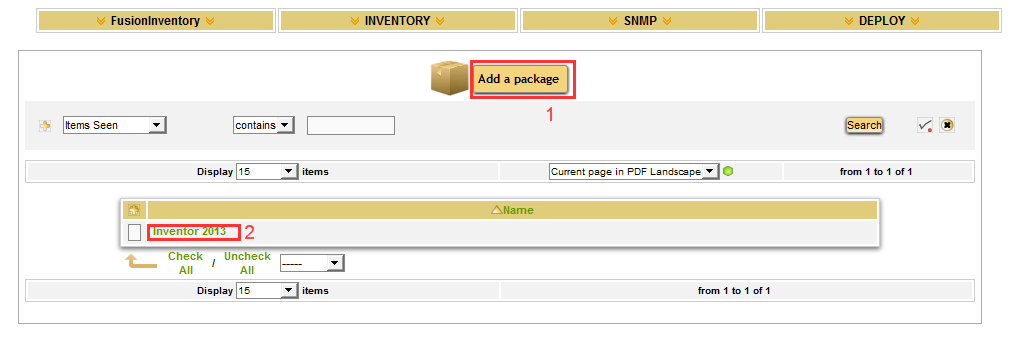 FusionInventory INVENTORY SNMP DEPLOY
Add a package
1
Items Seen contains Search
Display 15 items Current page in PDF Landscape from 1 to 1 of 1
Name
Inventor 2013 2
Check All / Uncheck All -----
Display 15 items from 1 to 1 of 1